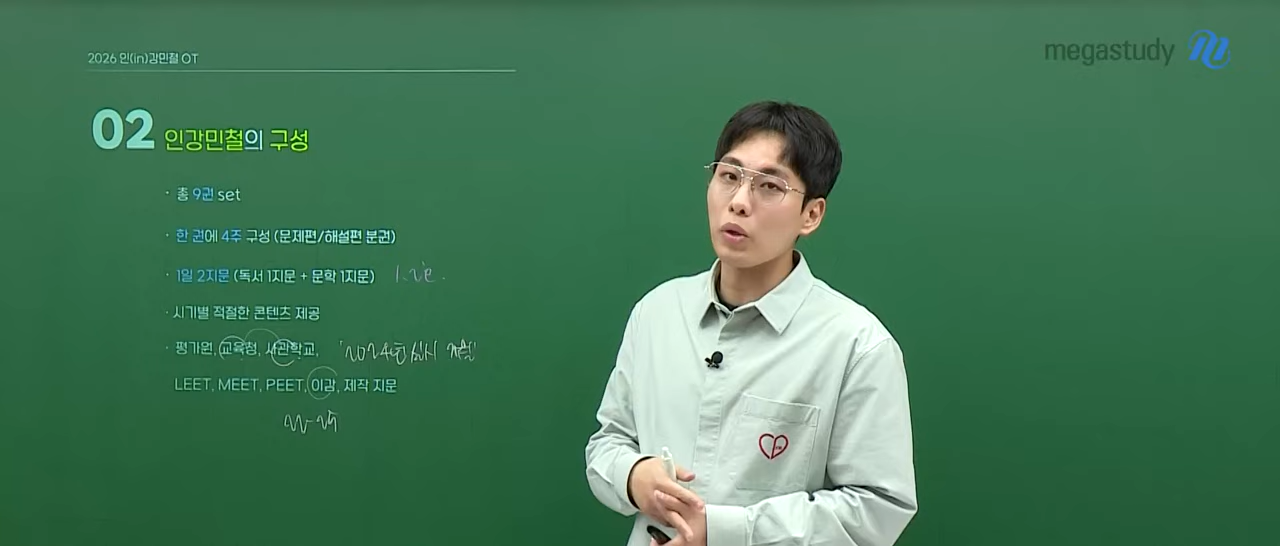 2026 인(in)강민철 OT
megastudy
02 인강민철의 구성
· 총 9권 set
· 한 권에 4주 구성 (문제편/해설편 분권)
· 1일 2지문 (독서 1지문 + 문학 1지문)
· 시기별 적절한 콘텐츠 제공
· 평가원, 교육청, 사관학교,
LEET, MEET, PEET, 이감, 제작 지문